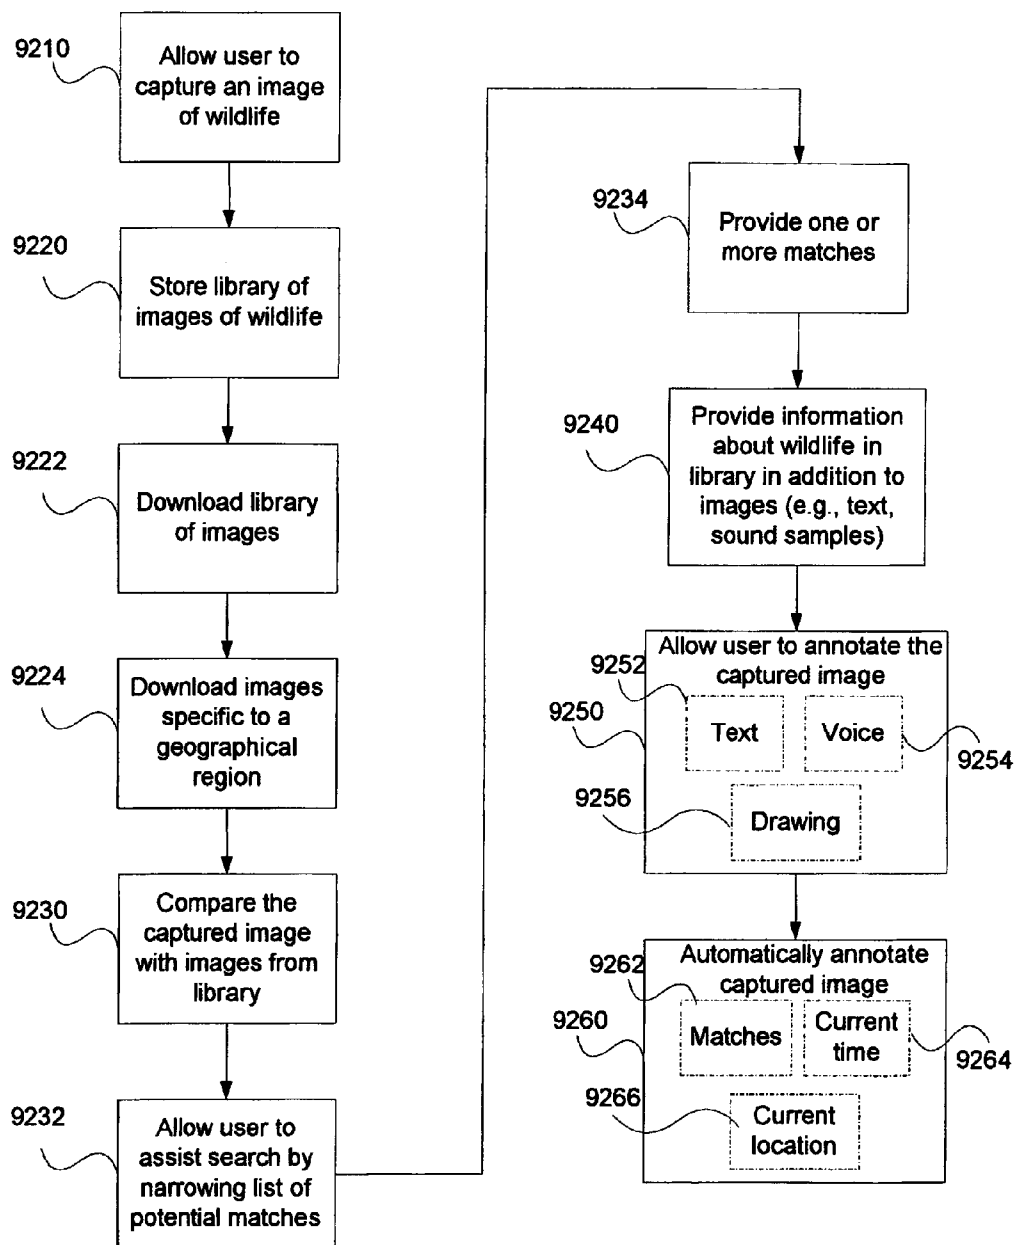 9210
Allow user to
capture an image
of wildlife
9220
Store library of
images of wildlife
9222
Download library
of images
9224
Download images
specific to a
geographical
region
9230
Compare the
captured image
with images from
library
9232
Allow user to
assist search by
narrowing list of
potential matches
9234
Provide one or
more matches
9240
Provide information
about wildlife in
library in addition to
images (e.g., text,
sound samples)
9250
Allow user to annotate the
captured image
9252
Text
Voice
9254
9256
Drawing
9260
Automatically annotate
captured image
9262
Matches
Current
time
9264
9266
Current
location